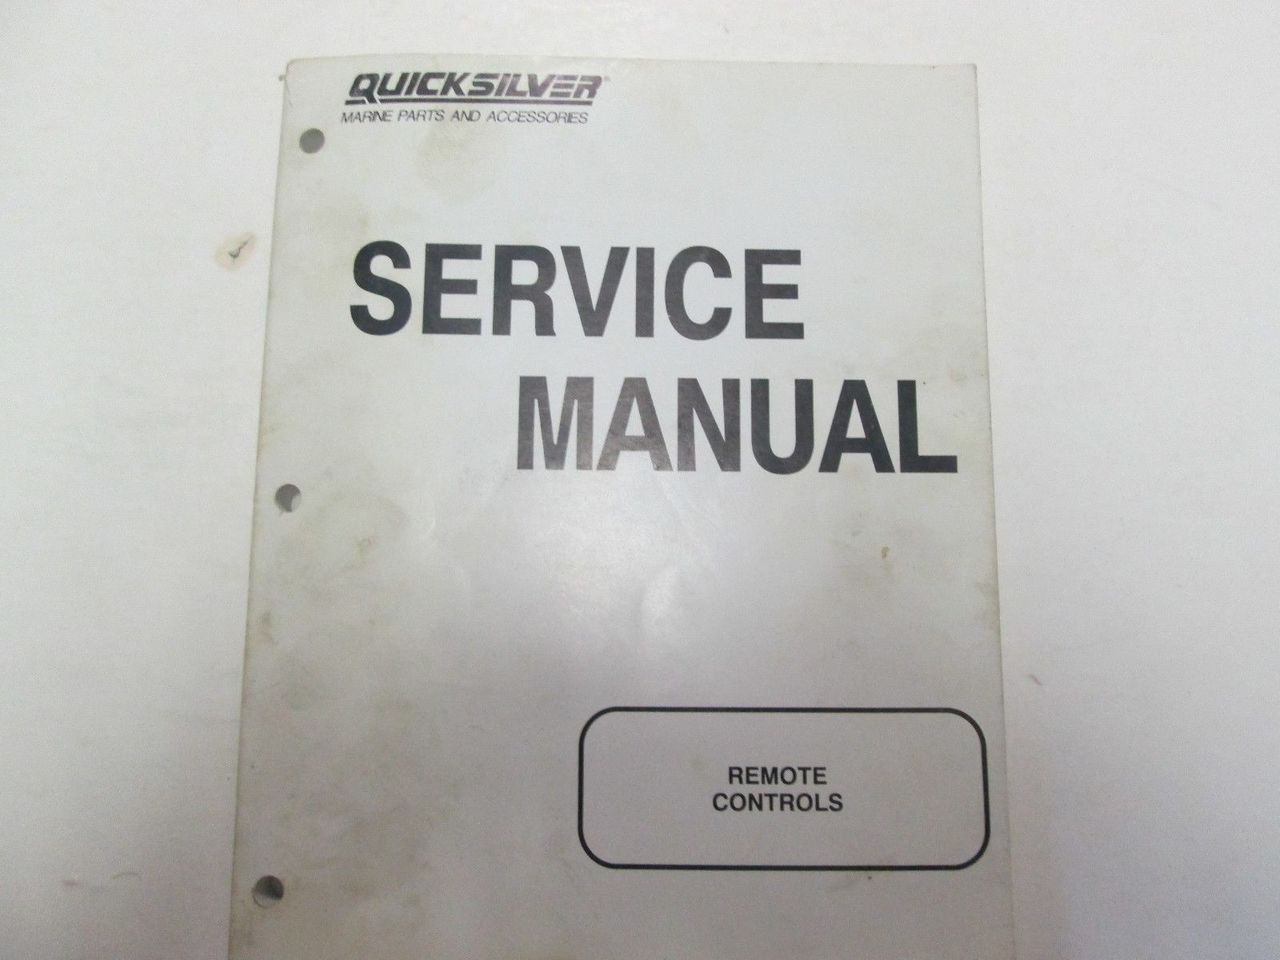 QUICKSILVER
MARINE PARTS AND ACCESSORIES
SERVICE
MANUAL
REMOTE
CONTROLS